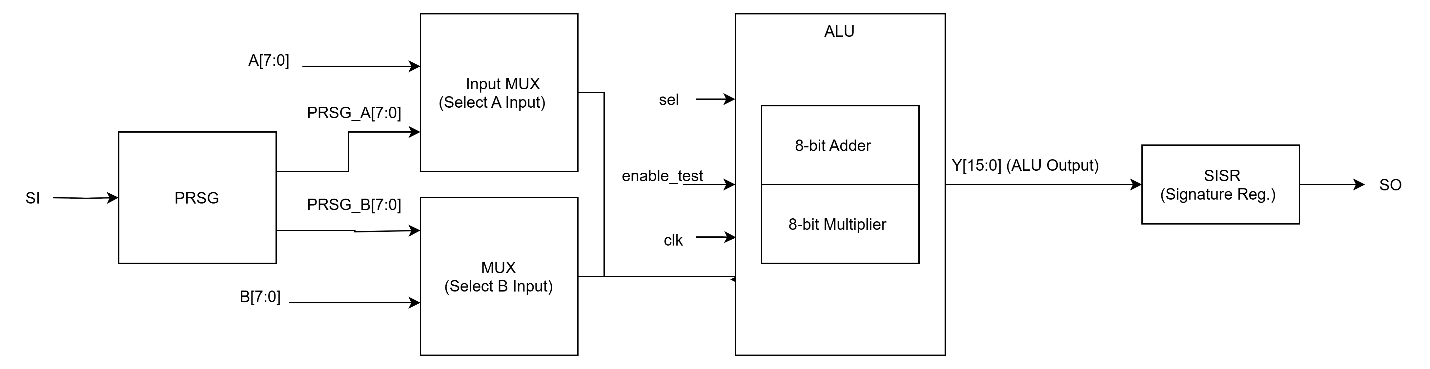 A[7:0]
PRSG_A[7:0]
Input MUX
(Select A Input)
SI
PRSG
PRSG_B[7:0]
B[7:0]
MUX
(Select B Input)
ALU
sel
enable_test
clk
8-bit Adder
8-bit Multiplier
Y[15:0] (ALU Output)
SISR
(Signature Reg.)
SO